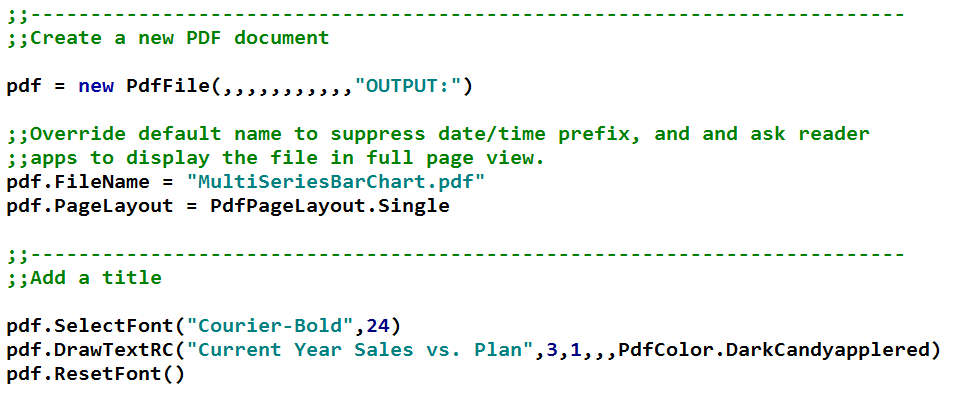 ;;-------------------------------------------------------------------------
;;Create a new PDF document
pdf = new PdfFile(,,,,,,,,,,,"OUTPUT:")
;;Override default name to suppress date/time prefix, and and ask reader
;;apps to display the file in full page view.
pdf.FileName = "MultiSeriesBarChart.pdf"
pdf.PageLayout = PdfPageLayout.Single
;;-------------------------------------------------------------------------
;;Add a title
pdf.SelectFont("Courier-Bold",24)
pdf.DrawTextRC("Current Year Sales vs. Plan",3,1,,,PdfColor.DarkCandyapplered)
pdf.ResetFont()